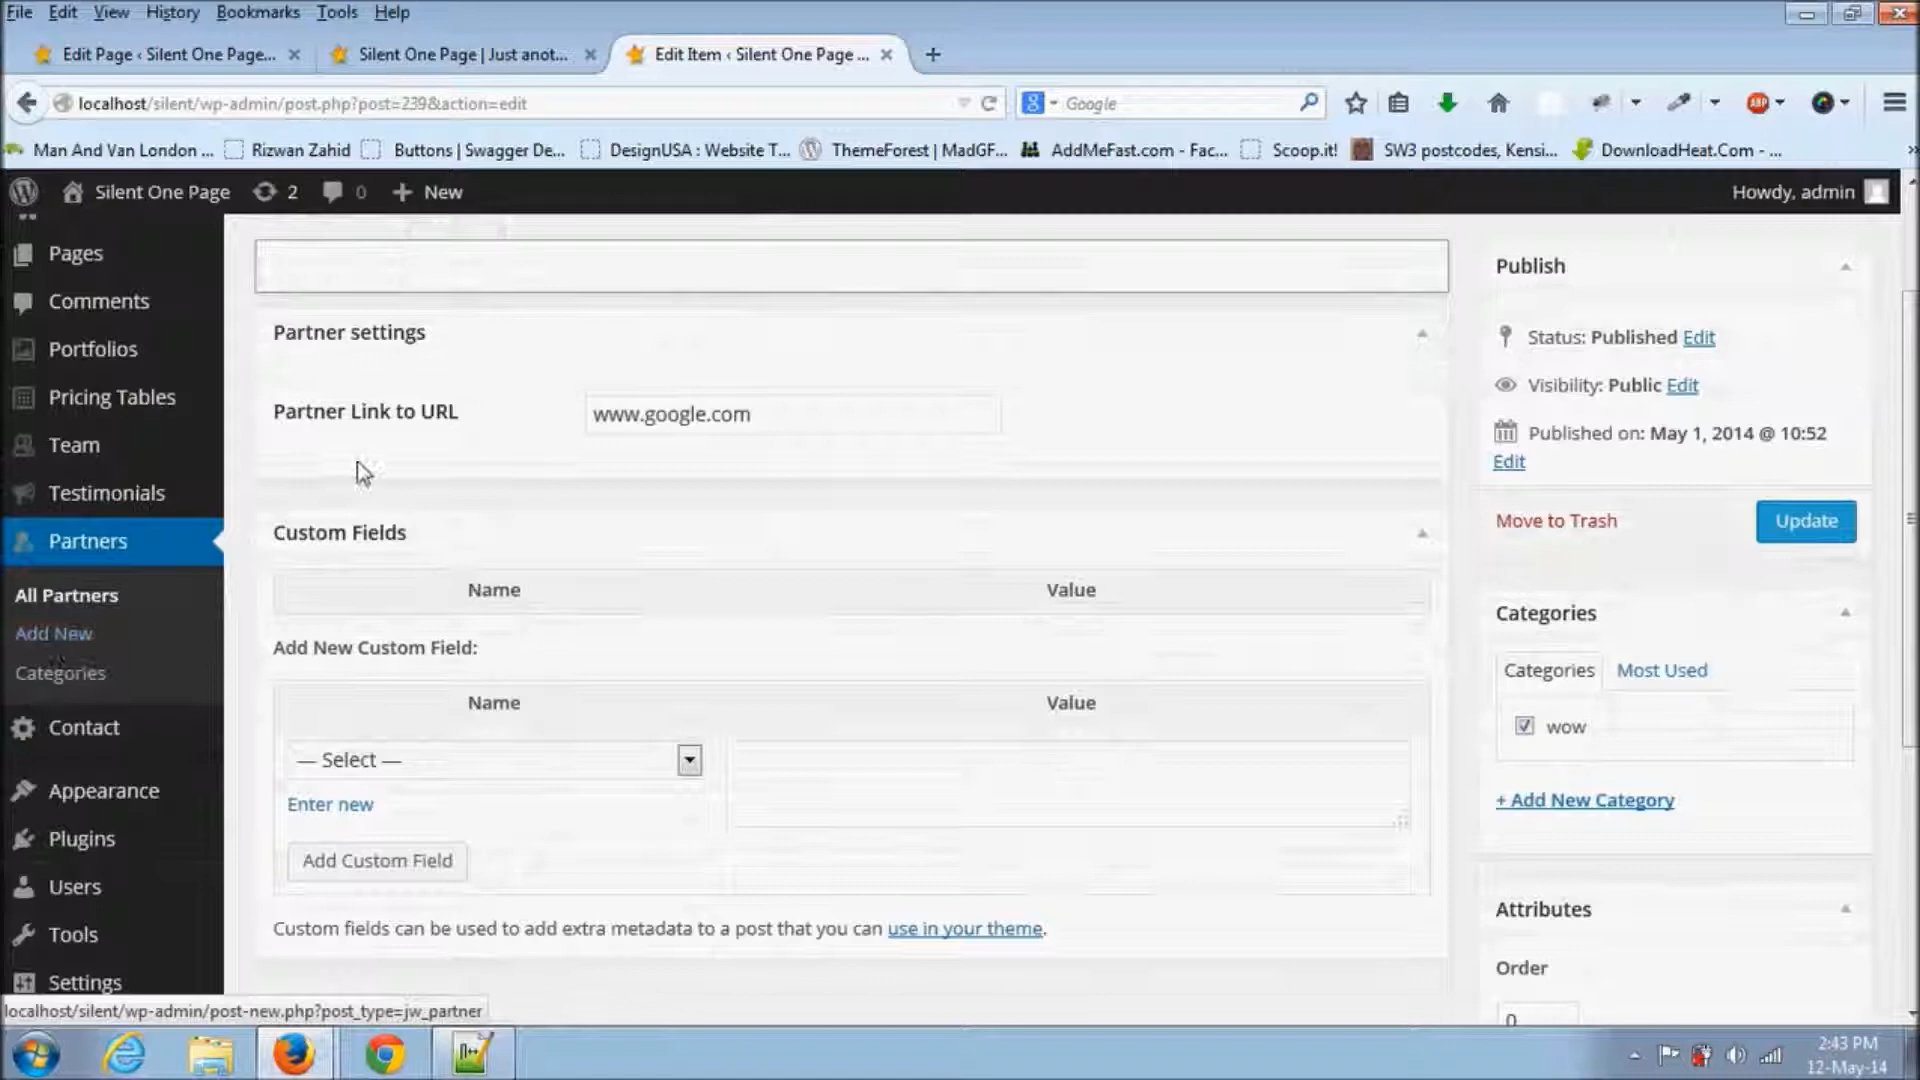 File Edit View History Bookmarks Tools Help
Edit Page ‹ Silent One Page...
Silent One Page | Just anot...
Edit Item ‹ Silent One Page ...
localhost/silent/wp-admin/post.php?post=239&action=edit
Google
ABP
Man And Van London ...
Rizwan Zahid
Buttons | Swagger De...
DesignUSA : Website T...
ThemeForest | MadGF...
AddMeFast.com - Fac...
Scoop.it!
SW3 postcodes, Kensi...
DownloadHeat.Com - ...
Silent One Page
2
0
New
Howdy, admin
Pages
Comments
Portfolios
Pricing Tables
Team
Testimonials
Partners
All Partners
Add New
Categories
Contact
Appearance
Plugins
Users
Tools
Settings
Partner settings
Partner Link to URL
www.google.com
Custom Fields
Name Value
Add New Custom Field:
Name Value
— Select —
Enter new
Add Custom Field
Custom fields can be used to add extra metadata to a post that you can use in your theme.
Publish
Status: Published Edit
Visibility: Public Edit
Published on: May 1, 2014 @ 10:52
Edit
Move to Trash
Update
Categories
Categories Most Used
wow
+ Add New Category
Attributes
Order
0
localhost/silent/wp-admin/post-new.php?post_type=jw_partner
2:43 PM
12-May-14